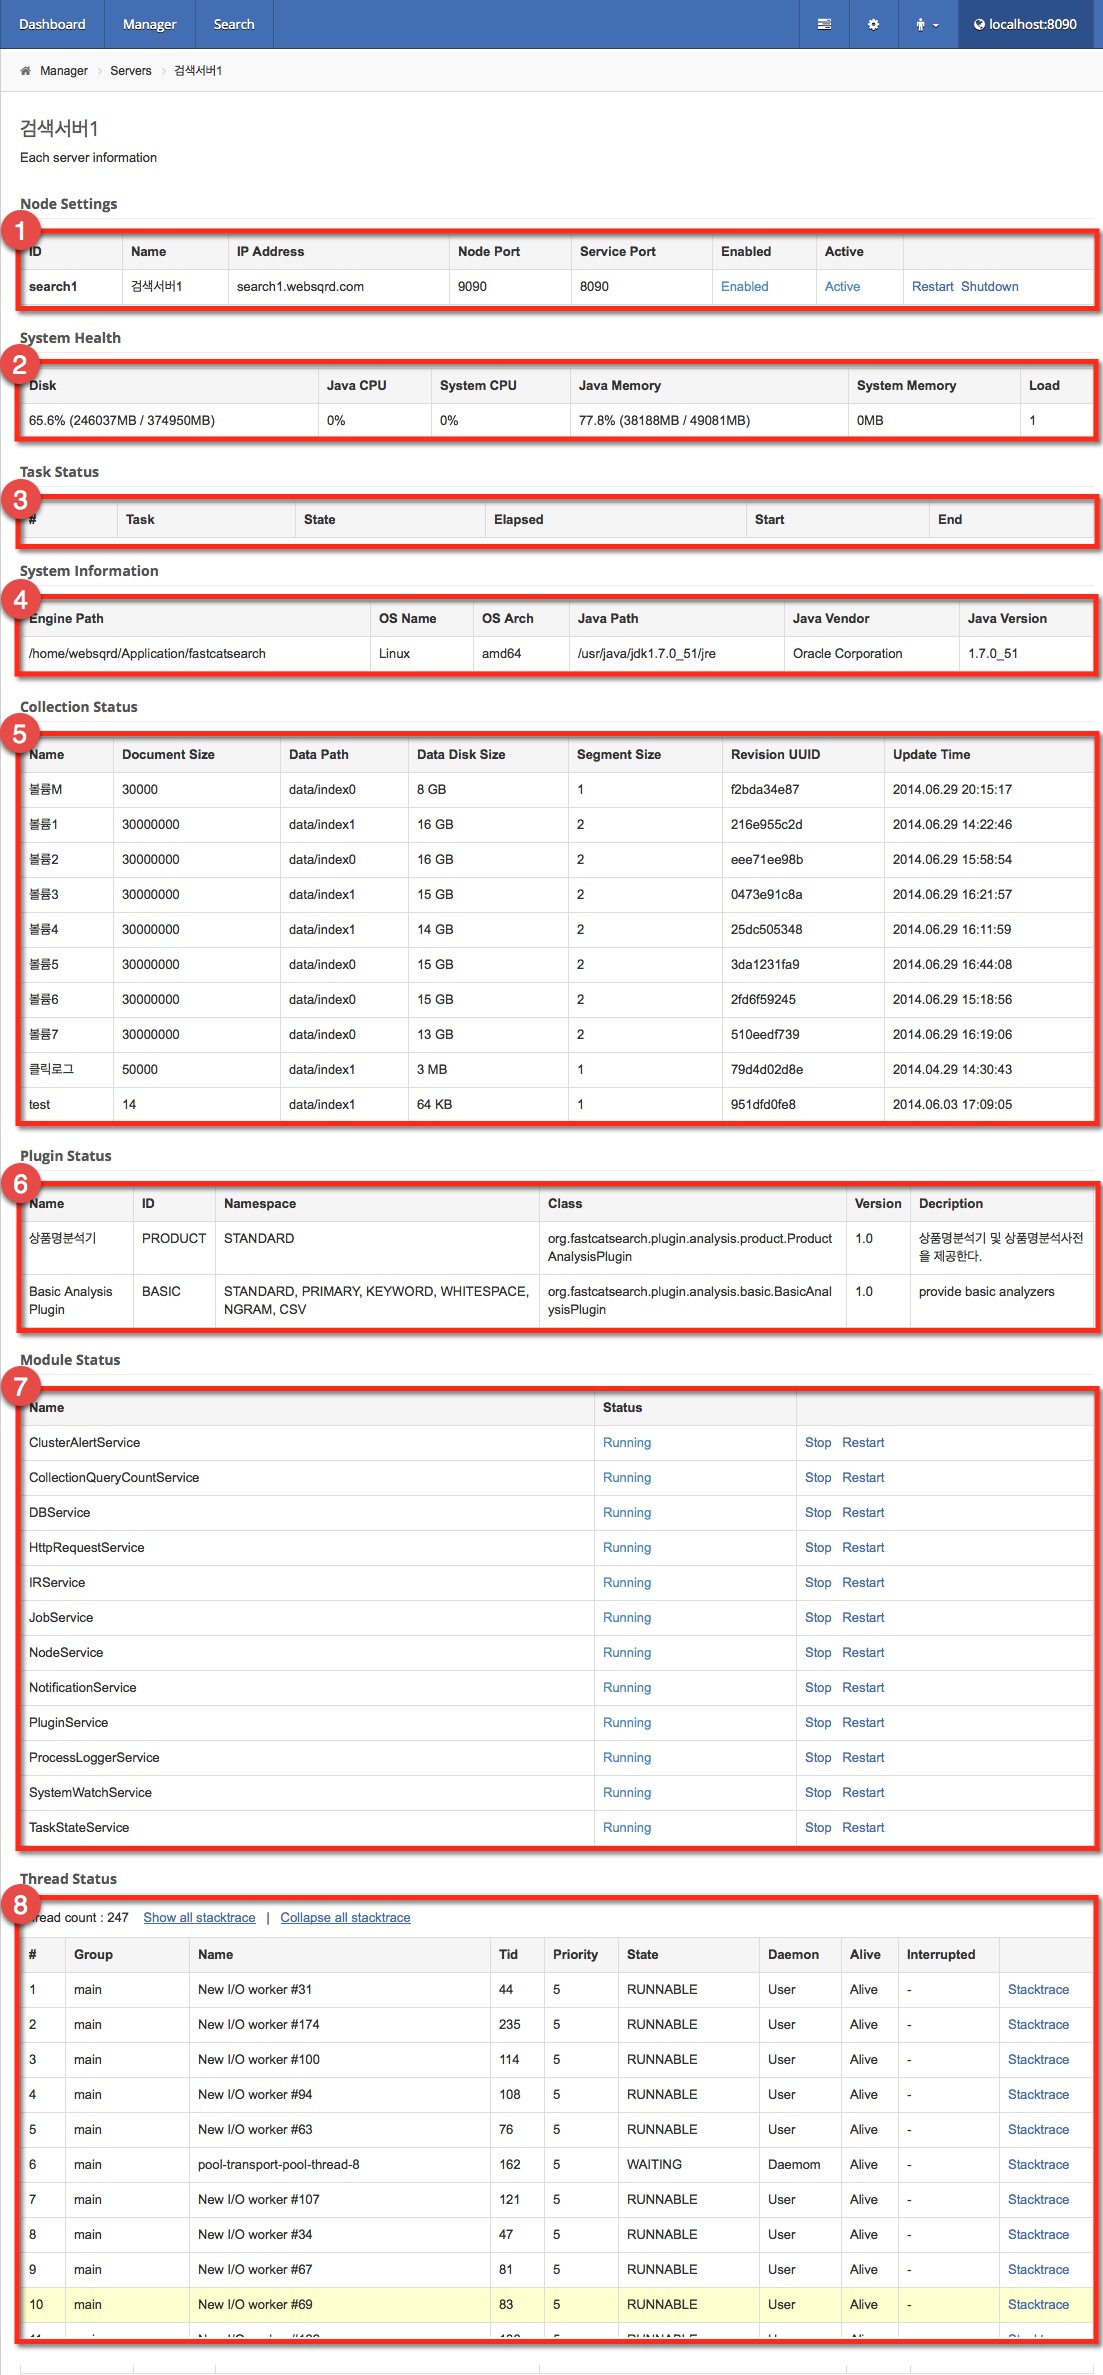 Dashboard Manager Search localhost:8090
Manager Servers 검색서버1
검색서버1
Each server information
Node Settings
1
ID Name IP Address Node Port Service Port Enabled Active
search1 검색서버1 search1.websqrd.com 9090 8090 Enabled Active Restart Shutdown
System Health
2
Disk Java CPU System CPU Java Memory System Memory Load
65.6% (246037MB / 374950MB) 0% 0% 77.8% (38188MB / 49081MB) 0MB 1
Task Status
3
# Task State Elapsed Start End
System Information
4
Engine Path OS Name OS Arch Java Path Java Vendor Java Version
/home/websqrd/Application/fastcatsearch Linux amd64 /usr/java/jdk1.7.0_51/jre Oracle Corporation 1.7.0_51
Collection Status
5
Name Document Size Data Path Data Disk Size Segment Size Revision UUID Update Time
볼륨M 30000 data/index0 8 GB 1 f2bda34e87 2014.06.29 20:15:17
볼륨1 30000000 data/index1 16 GB 2 216e955c2d 2014.06.29 14:22:46
볼륨2 30000000 data/index0 16 GB 2 eee71ee98b 2014.06.29 15:58:54
볼륨3 30000000 data/index1 15 GB 2 0473e91c8a 2014.06.29 16:21:57
볼륨4 30000000 data/index1 14 GB 2 25dc505348 2014.06.29 16:11:59
볼륨5 30000000 data/index0 15 GB 2 3da1231fa9 2014.06.29 16:44:08
볼륨6 30000000 data/index0 15 GB 2 2fd6f59245 2014.06.29 15:18:56
볼륨7 30000000 data/index0 13 GB 2 510eedf739 2014.06.29 16:19:06
클릭로그 50000 data/index1 3 MB 1 79d4d02d8e 2014.04.29 14:30:43
test 14 data/index1 64 KB 1 951dfd0fe8 2014.06.03 17:09:05
Plugin Status
6
Name ID Namespace Class Version Decription
상품명분석기 PRODUCT STANDARD org.fastcatsearch.plugin.analysis.product.Product 1.0 상품명분석기 및 상품명분석사전
AnalysisPlugin 을 제공한다.
Basic Analysis BASIC STANDARD, PRIMARY, KEYWORD, WHITESPACE, org.fastcatsearch.plugin.analysis.basic.BasicAnal 1.0 provide basic analyzers
Plugin NGRAM, CSV ysisPlugin
Module Status
7
Name Status
ClusterAlertService Running Stop Restart
CollectionQueryCountService Running Stop Restart
DBService Running Stop Restart
HttpRequestService Running Stop Restart
IRService Running Stop Restart
JobService Running Stop Restart
NodeService Running Stop Restart
NotificationService Running Stop Restart
PluginService Running Stop Restart
ProcessLoggerService Running Stop Restart
SystemWatchService Running Stop Restart
TaskStateService Running Stop Restart
Thread Status
8
read count : 247 Show all stacktrace | Collapse all stacktrace
# Group Name Tid Priority State Daemon Alive Interrupted
1 main New I/O worker #31 44 5 RUNNABLE User Alive - Stacktrace
2 main New I/O worker #174 235 5 RUNNABLE User Alive - Stacktrace
3 main New I/O worker #100 114 5 RUNNABLE User Alive - Stacktrace
4 main New I/O worker #94 108 5 RUNNABLE User Alive - Stacktrace
5 main New I/O worker #63 76 5 RUNNABLE User Alive - Stacktrace
6 main pool-transport-pool-thread-8 162 5 WAITING Daemom Alive - Stacktrace
7 main New I/O worker #107 121 5 RUNNABLE User Alive - Stacktrace
8 main New I/O worker #34 47 5 RUNNABLE User Alive - Stacktrace
9 main New I/O worker #67 81 5 RUNNABLE User Alive - Stacktrace
10 main New I/O worker #69 83 5 RUNNABLE User Alive - Stacktrace